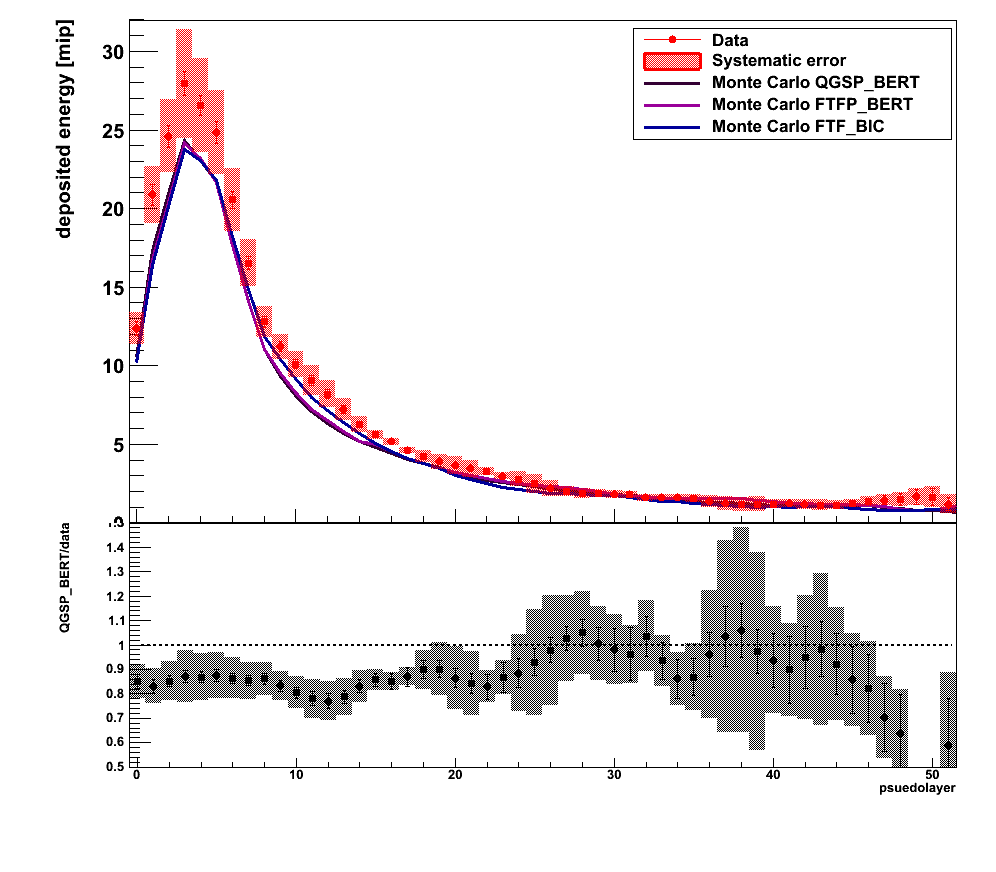 deposited energy [mip]
30
25
20
15
10
5
Data
Systematic error
Monte Carlo QGSP_BERT
Monte Carlo FTFP_BERT
Monte Carlo FTF_BIC
QGSP_BERT/data
1.4
1.3
1.2
1.1
1
0.9
0.8
0.7
0.6
0.5
0 10 20 30 40 50
psuedolayer